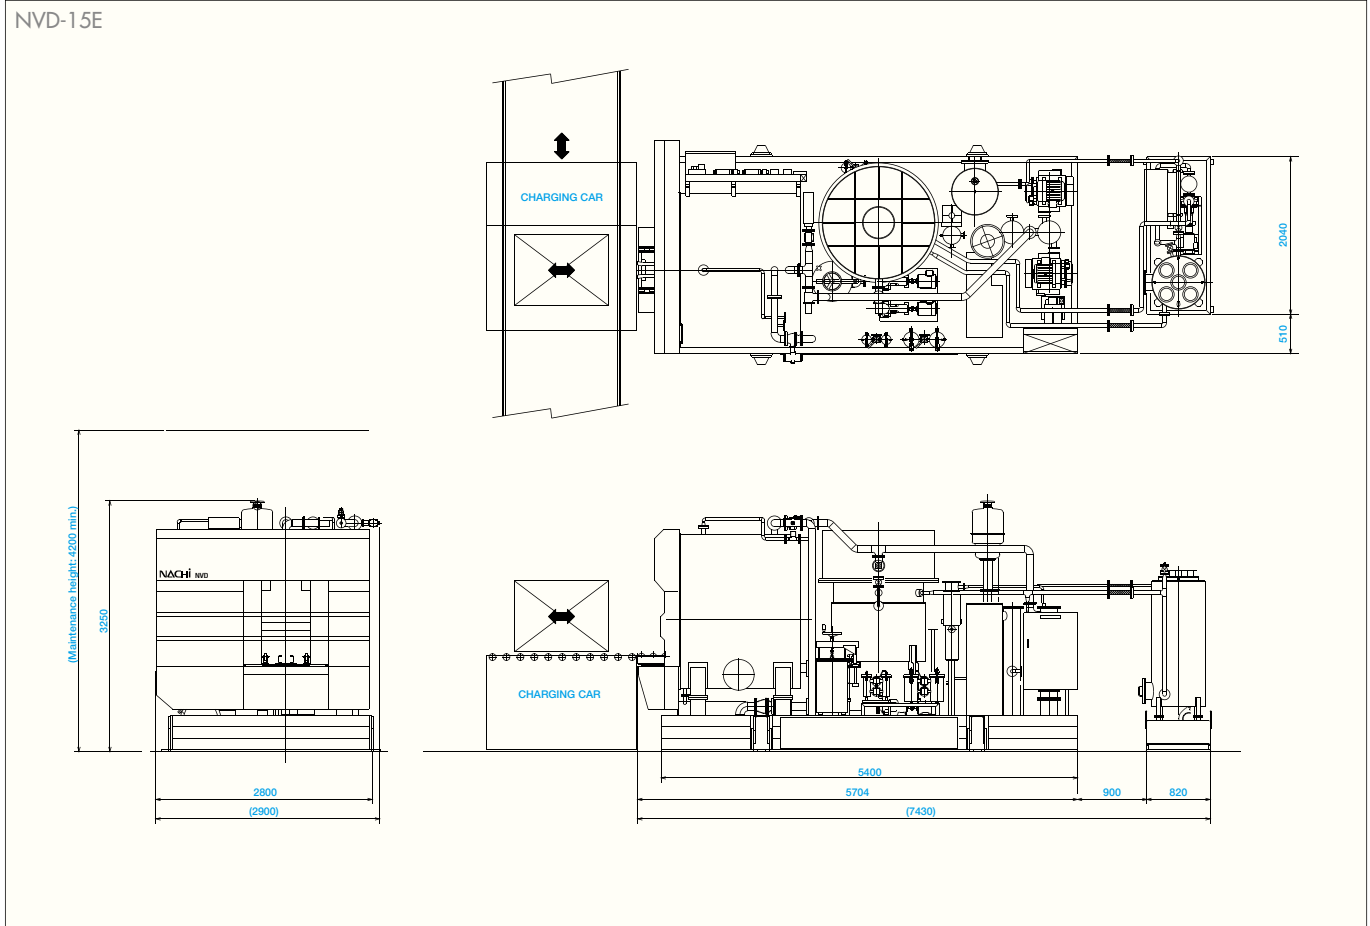 NVD-15E
CHARGING CAR
2040
510
(Maintenance height: 4200 min.)
3250
NACHi NVD
CHARGING CAR
2800
(2900)
5400
5704
900
820
(7430)